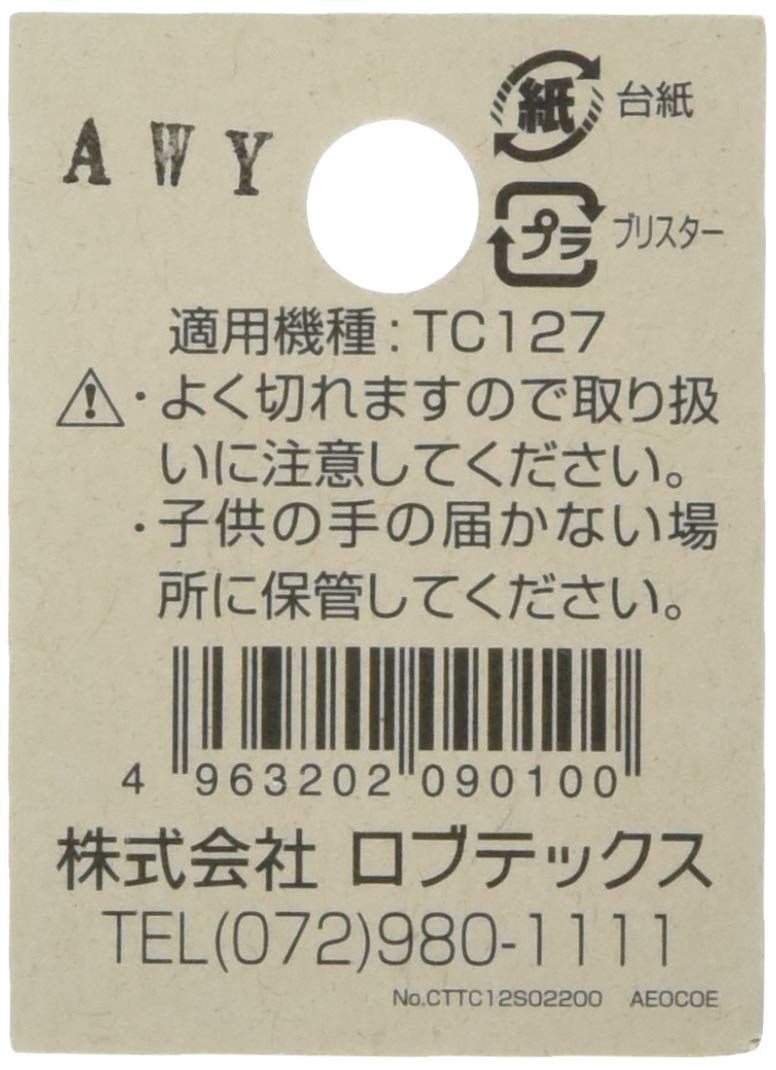 AWY
紙 台紙
プラ ブリスター
適用機種:TC127
・よく切れますので取り扱
いに注意してください。
・子供の手の届かない場
所に保管してください。
4 963202 090100
株式会社 ロブテックス
TEL(072)980-1111
No.CTTC12S02200 AEOCOE